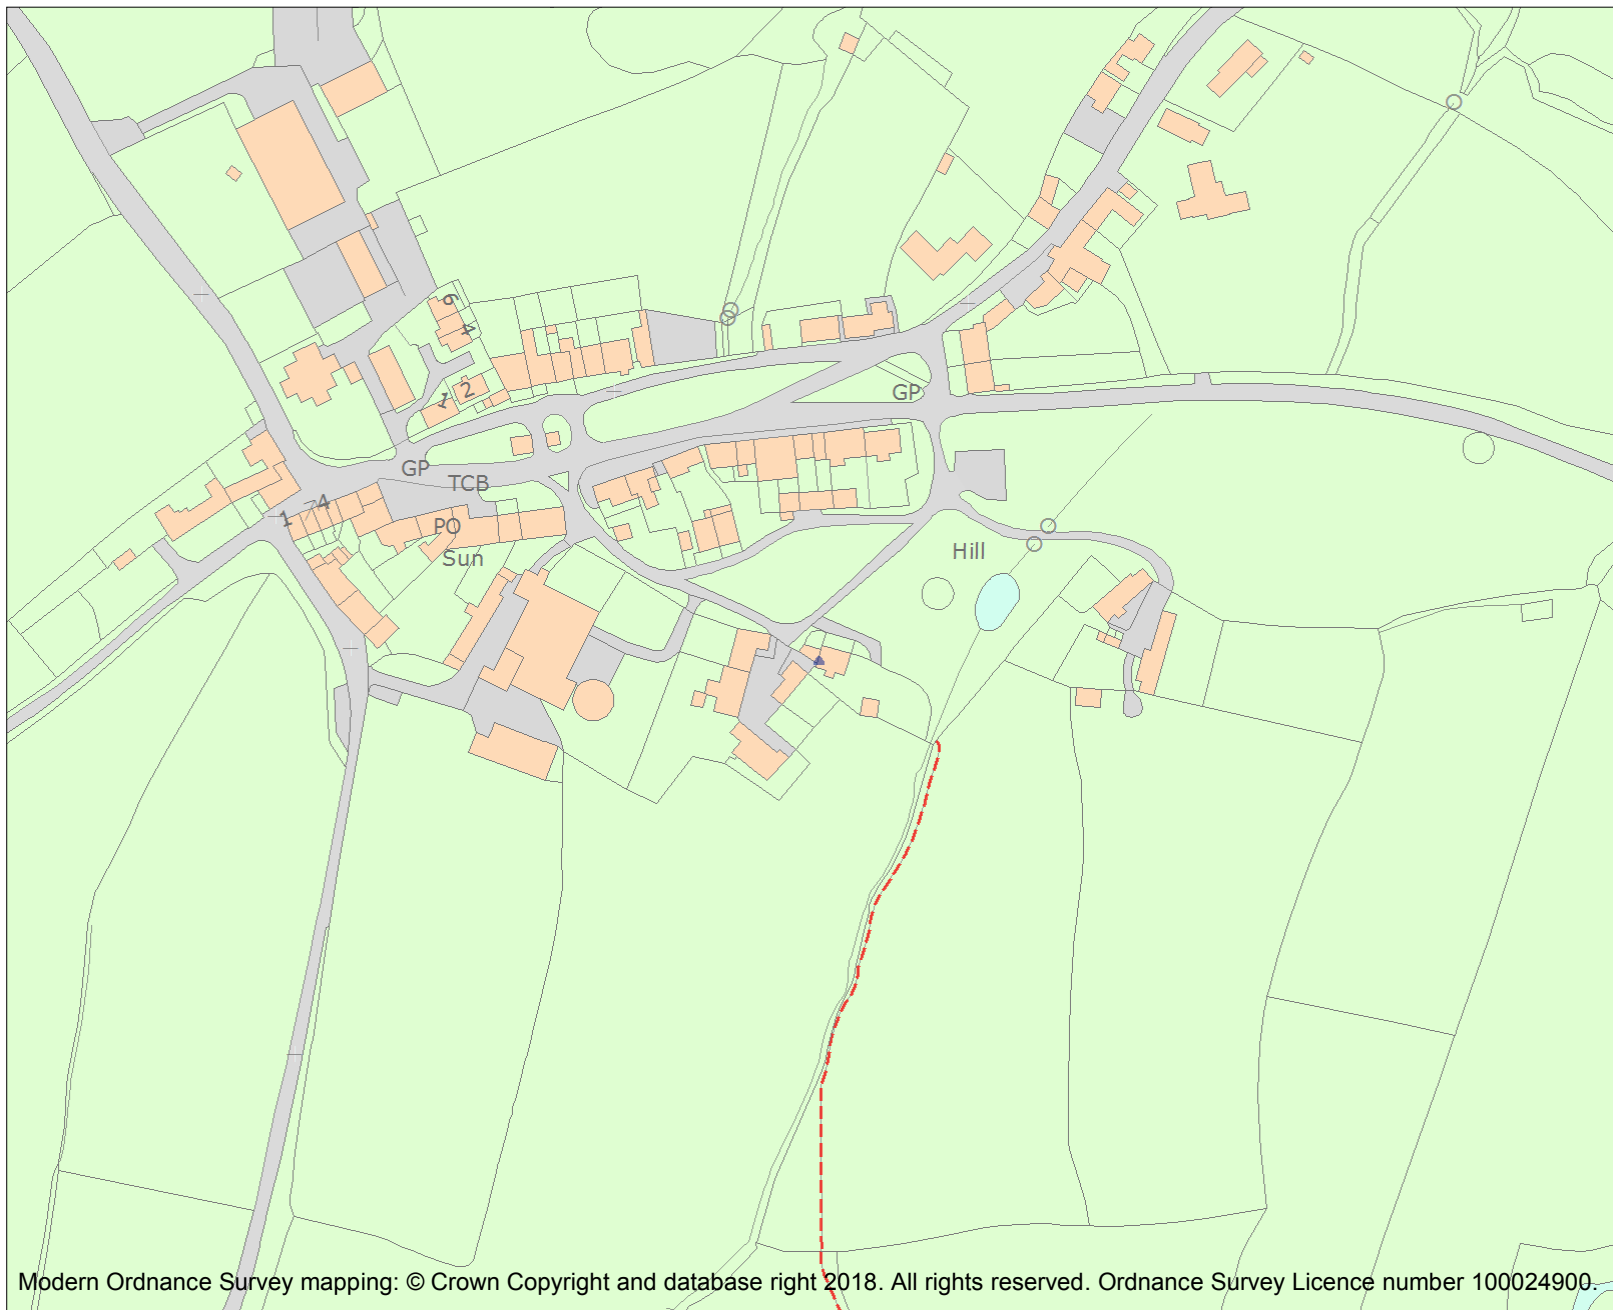 6
4
2
1
GP
GP
TCB
4
1
PO
Sun
Hill
Modern Ordnance Survey mapping: © Crown Copyright and database right 2018. All rights reserved. Ordnance Survey Licence number 100024900.